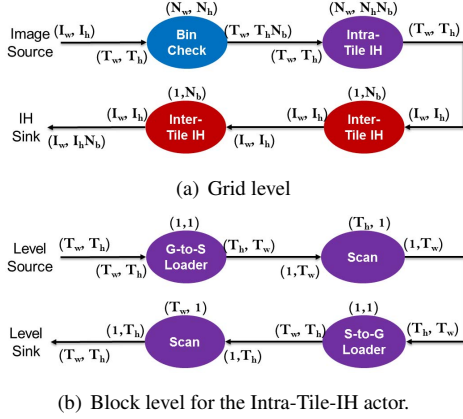 (N_w, N_h)
(N_w, N_hN_b)
Image Source
(I_w, I_h)
(T_w, T_h)
Bin Check
(T_w, T_hN_b)
(T_w, T_h)
Intra-Tile IH
(T_w, T_h)
(1,N_b)
(1,N_b)
IH Sink
(I_w, I_h)
(I_w, I_hN_b)
Inter-Tile IH
(I_w, I_h)
(I_w, I_h)
Inter-Tile IH
(I_w, I_h)
(a) Grid level
(1,1)
(T_h, 1)
Level Source
(T_w, T_h)
(T_w, T_h)
G-to-S Loader
(T_h, T_w)
(1,T_w)
Scan
(1,T_w)
(T_w, 1)
(1,1)
Level Sink
(1,T_h)
(T_w, T_h)
Scan
(T_w, T_h)
(1,T_h)
S-to-G Loader
(T_h, T_w)
(b) Block level for the Intra-Tile-IH actor.